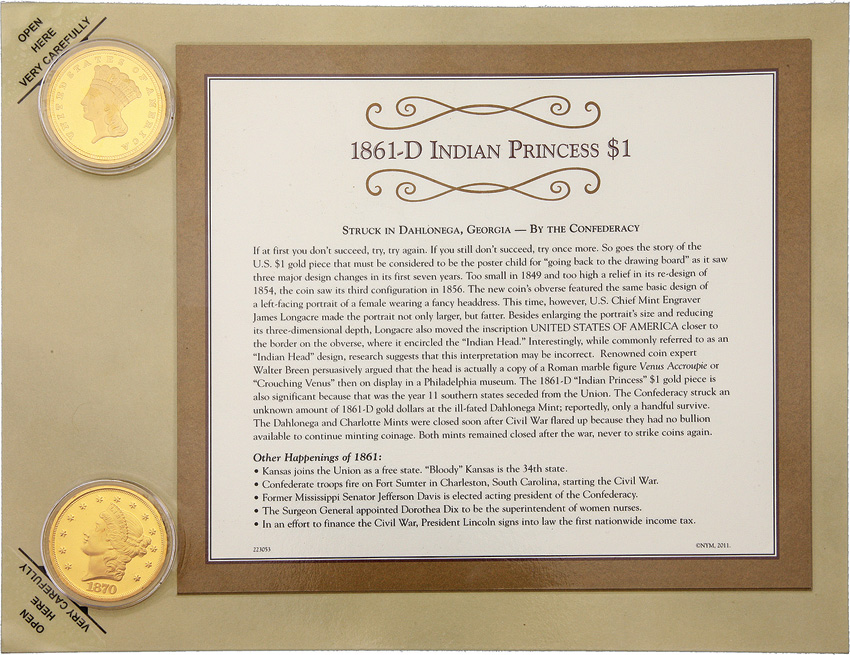 OPEN
HERE
VERY CAREFULLY
UNITED STATES OF AMERICA
1861-D INDIAN PRINCESS $1
STRUCK IN DAHLONEGA, GEORGIA — BY THE CONFEDERACY
If at first you don't succeed, try, try again. If you still don't succeed, try once more. So goes the story of the
U.S. $1 gold piece that must be considered to be the poster child for "going back to the drawing board" as it saw
three major design changes in its first seven years. Too small in 1849 and too high a relief in its re-design of
1854, the coin saw its third configuration in 1856. The new coin's obverse featured the same basic design of
a left-facing portrait of a female wearing a fancy headdress. This time, however, U.S. Chief Mint Engraver
James Longacre made the portrait not only larger, but fatter. Besides enlarging the portrait's size and reducing
its three-dimensional depth, Longacre also moved the inscription UNITED STATES OF AMERICA closer to
the border on the obverse, where it encircled the "Indian Head." Interestingly, while commonly referred to as an
"Indian Head" design, research suggests that this interpretation may be incorrect. Renowned coin expert
Walter Breen persuasively argued that the head is actually a copy of a Roman marble figure Venus Accroupie or
"Crouching Venus" then on display in a Philadelphia museum. The 1861-D "Indian Princess" $1 gold piece is
also significant because that was the year 11 southern states seceded from the Union. The Confederacy struck an
unknown amount of 1861-D gold dollars at the ill-fated Dahlonega Mint; reportedly, only a handful survive.
The Dahlonega and Charlotte Mints were closed soon after Civil War flared up because they had no bullion
available to continue minting coinage. Both mints remained closed after the war, never to strike coins again.
Other Happenings of 1861:
• Kansas joins the Union as a free state. "Bloody" Kansas is the 34th state.
• Confederate troops fire on Fort Sumter in Charleston, South Carolina, starting the Civil War.
• Former Mississippi Senator Jefferson Davis is elected acting president of the Confederacy.
• The Surgeon General appointed Dorothea Dix to be the superintendent of women nurses.
• In an effort to finance the Civil War, President Lincoln signs into law the first nationwide income tax.
223053
©NYM, 2011.
1870
VERY CAREFULLY
HERE
OPEN